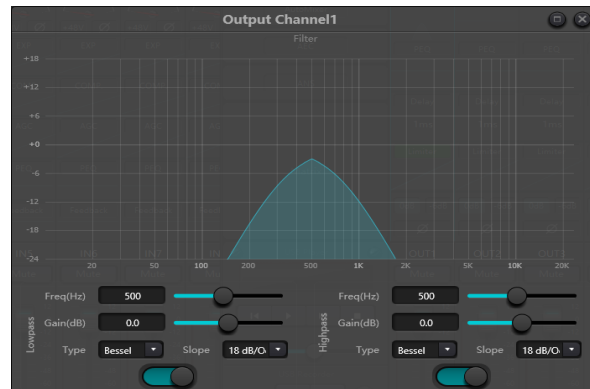 Output Channel1
Filter
+18
+12
+6
+0
-6
-12
-18
-24
20 50 100 200 500 1K 2K 5K 10K 20K
Lowpass
Freq(Hz) 500
Gain(dB) 0.0
Type Bessel Slope 18 dB/O
Highpass
Freq(Hz) 500
Gain(dB) 0.0
Type Bessel Slope 18 dB/O